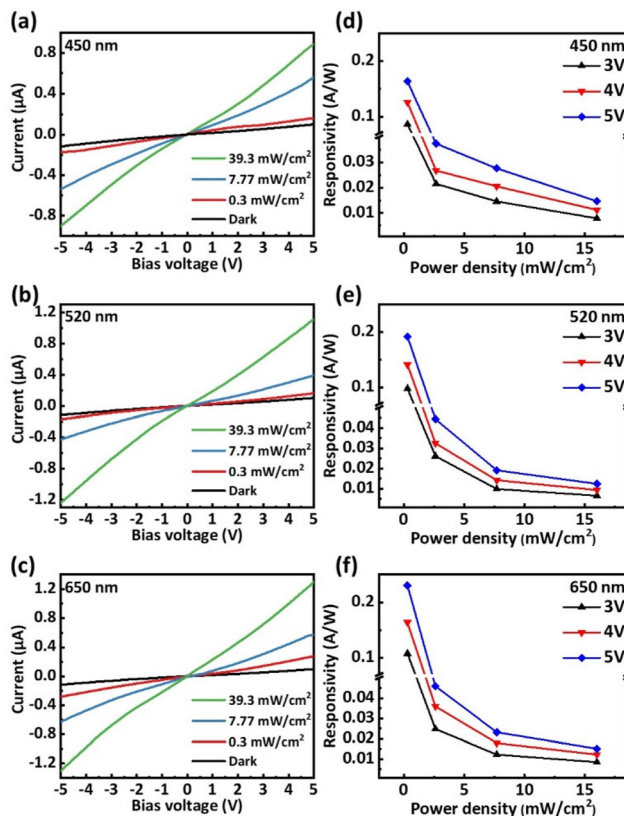 (a)
450 nm
0.8
0.4
0.0
-0.4
-0.8
Current (μA)
39.3 mW/cm²
7.77 mW/cm²
0.3 mW/cm²
Dark
-5 -4 -3 -2 -1 0 1 2 3 4 5
Bias voltage (V)
(d)
450 nm
3V
4V
5V
0.2
0.1
0.03
0.02
0.01
Responsivity (A/W)
0 5 10 15
Power density (mW/cm²)
(b)
520 nm
1.2
0.8
0.4
0.0
-0.4
-0.8
-1.2
Current (μA)
39.3 mW/cm²
7.77 mW/cm²
0.3 mW/cm²
Dark
-5 -4 -3 -2 -1 0 1 2 3 4 5
Bias voltage (V)
(e)
520 nm
3V
4V
5V
0.2
0.1
0.04
0.03
0.02
0.01
Responsivity (A/W)
0 5 10 15
Power density (mW/cm²)
(c)
650 nm
1.2
0.8
0.4
0.0
-0.4
-0.8
-1.2
Current (μA)
39.3 mW/cm²
7.77 mW/cm²
0.3 mW/cm²
Dark
-5 -4 -3 -2 -1 0 1 2 3 4 5
Bias voltage (V)
(f)
650 nm
3V
4V
5V
0.2
0.1
0.04
0.03
0.02
0.01
Responsivity (A/W)
0 5 10 15
Power density (mW/cm²)